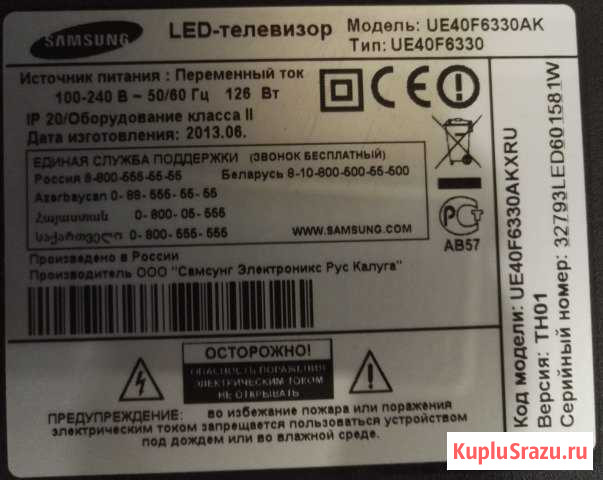 SAMSUNG
LED-телевизор
Модель: UE40F6330AK
Тип: UE40F6330
Источник питания : Переменный ток
100-240 В ~ 50/60 Гц 126 Вт
IP 20/Оборудование класса II
Дата изготовления: 2013.06.
ЕДИНАЯ СЛУЖБА ПОДДЕРЖКИ (ЗВОНОК БЕСПЛАТНЫЙ)
Россия 8-800-555-55-55 Беларусь 8-10-800-500-55-500
Azerbaycan 0- 88- 555- 55- 55
Հայաստան 0- 800- 05- 555
საქართველო 0- 800- 555- 555
WWW.SAMSUNG.COM
АВ57
Произведено в России
Производитель ООО "Самсунг Электроникс Рус Калуга"
ОСТОРОЖНО!
ОПАСНОСТЬ ПОРАЖЕНИЯ
ЭЛЕКТРИЧЕСКИМ ТОКОМ
НЕ ОТКРЫВАТЬ
ПРЕДУПРЕЖДЕНИЕ: во избежание пожара или поражения
электрическим током запрещается пользоваться устройством
под дождем или во влажной среде.
Код модели: UE40F6330AKXRU
Версия: TH01
Серийный номер: 32793LED601581W
KupluSrazu.ru